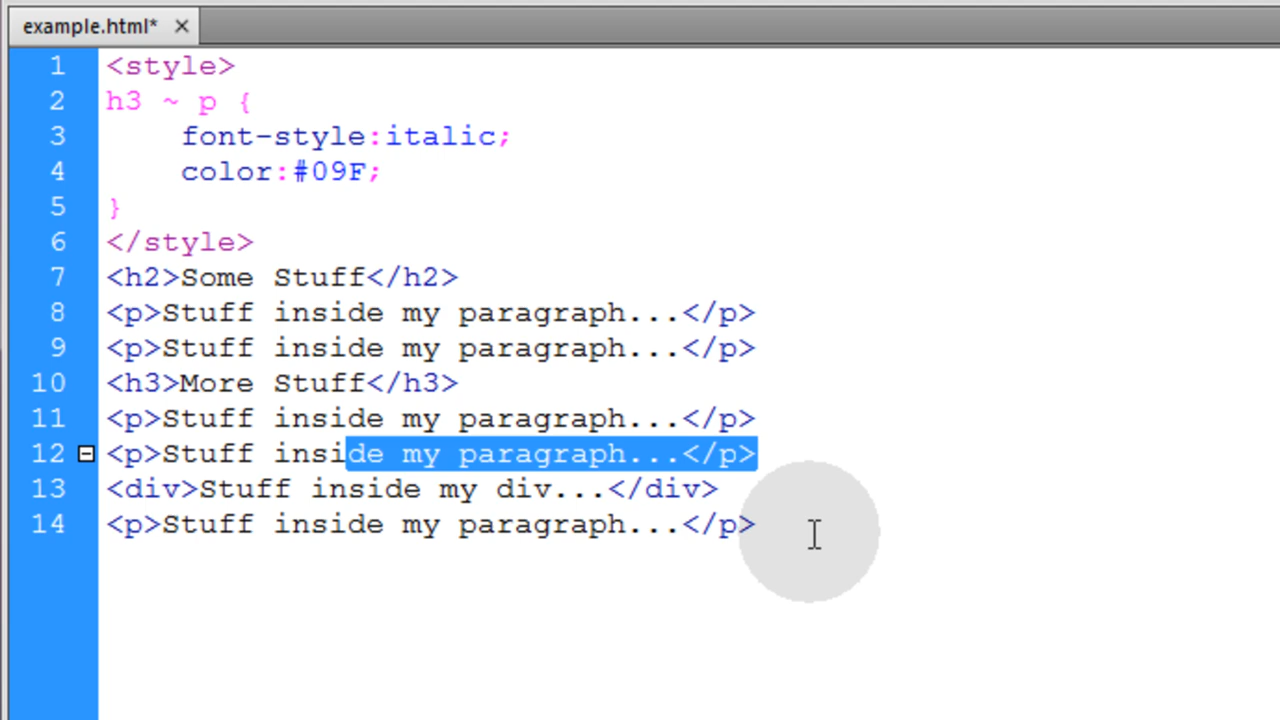 example.html* ×
1 <style>
2 h3 ~ p {
3 font-style:italic;
4 color:#09F;
5 }
6 </style>
7 <h2>Some Stuff</h2>
8 <p>Stuff inside my paragraph...</p>
9 <p>Stuff inside my paragraph...</p>
10 <h3>More Stuff</h3>
11 <p>Stuff inside my paragraph...</p>
12 <p>Stuff inside my paragraph...</p>
13 <div>Stuff inside my div...</div>
14 <p>Stuff inside my paragraph...</p>